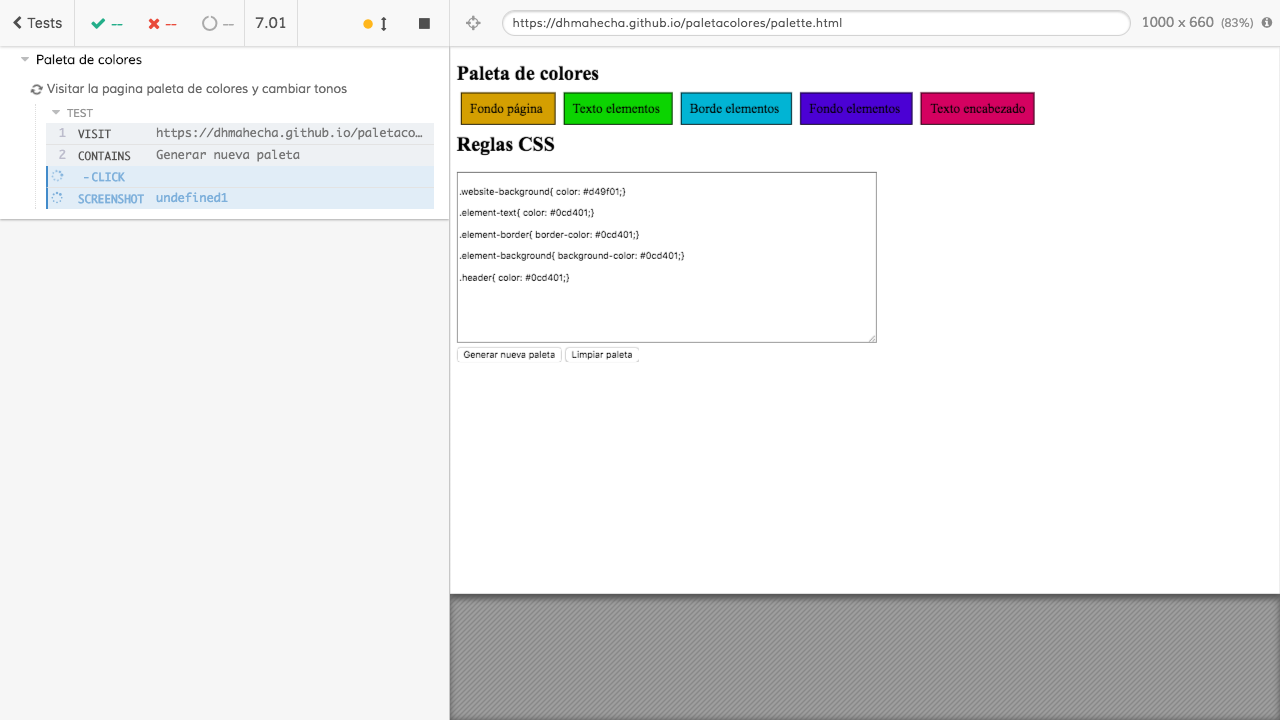 Tests
--
--
--
7.01
https://dhmahecha.github.io/paletacolores/palette.html
1000 x 660 (83%)
Paleta de colores
Visitar la pagina paleta de colores y cambiar tonos
TEST
1 VISIT https://dhmahecha.github.io/paletaco…
2 CONTAINS Generar nueva paleta
-CLICK
SCREENSHOT undefined1
Paleta de colores
Fondo página
Texto elementos
Borde elementos
Fondo elementos
Texto encabezado
Reglas CSS
.website-background{ color: #d49f01;}
.element-text{ color: #0cd401;}
.element-border{ border-color: #0cd401;}
.element-background{ background-color: #0cd401;}
.header{ color: #0cd401;}
Generar nueva paleta
Limpiar paleta